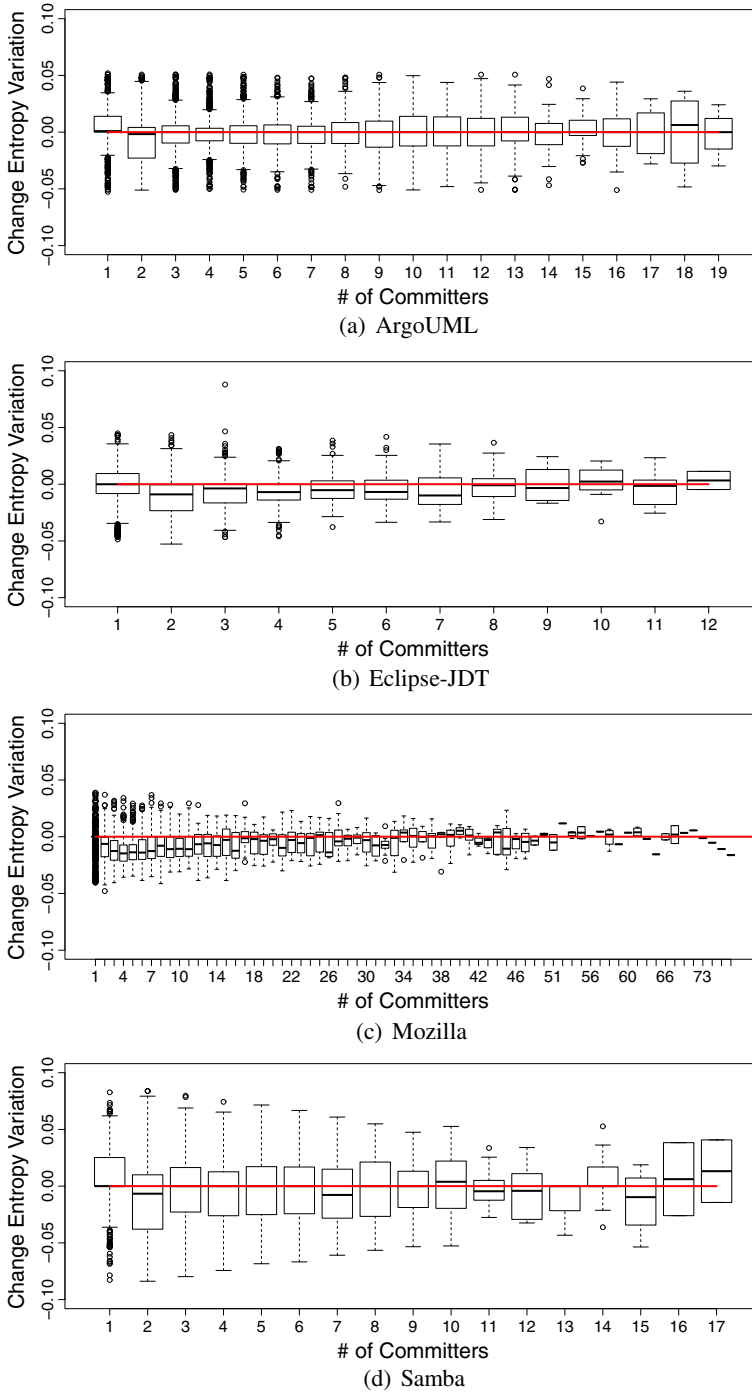 0.10
0.05
0.00
−0.05
−0.10
Change Entropy Variation
1 2 3 4 5 6 7 8 9 10 11 12 13 14 15 16 17 18 19
# of Committers
(a) ArgoUML
0.10
0.05
0.00
−0.05
−0.10
Change Entropy Variation
1 2 3 4 5 6 7 8 9 10 11 12
# of Committers
(b) Eclipse-JDT
0.10
0.05
0.00
−0.05
−0.10
Change Entropy Variation
1 4 7 10 14 18 22 26 30 34 38 42 46 51 56 60 66 73
# of Committers
(c) Mozilla
0.10
0.05
0.00
−0.05
−0.10
Change Entropy Variation
1 2 3 4 5 6 7 8 9 10 11 12 13 14 15 16 17
# of Committers
(d) Samba